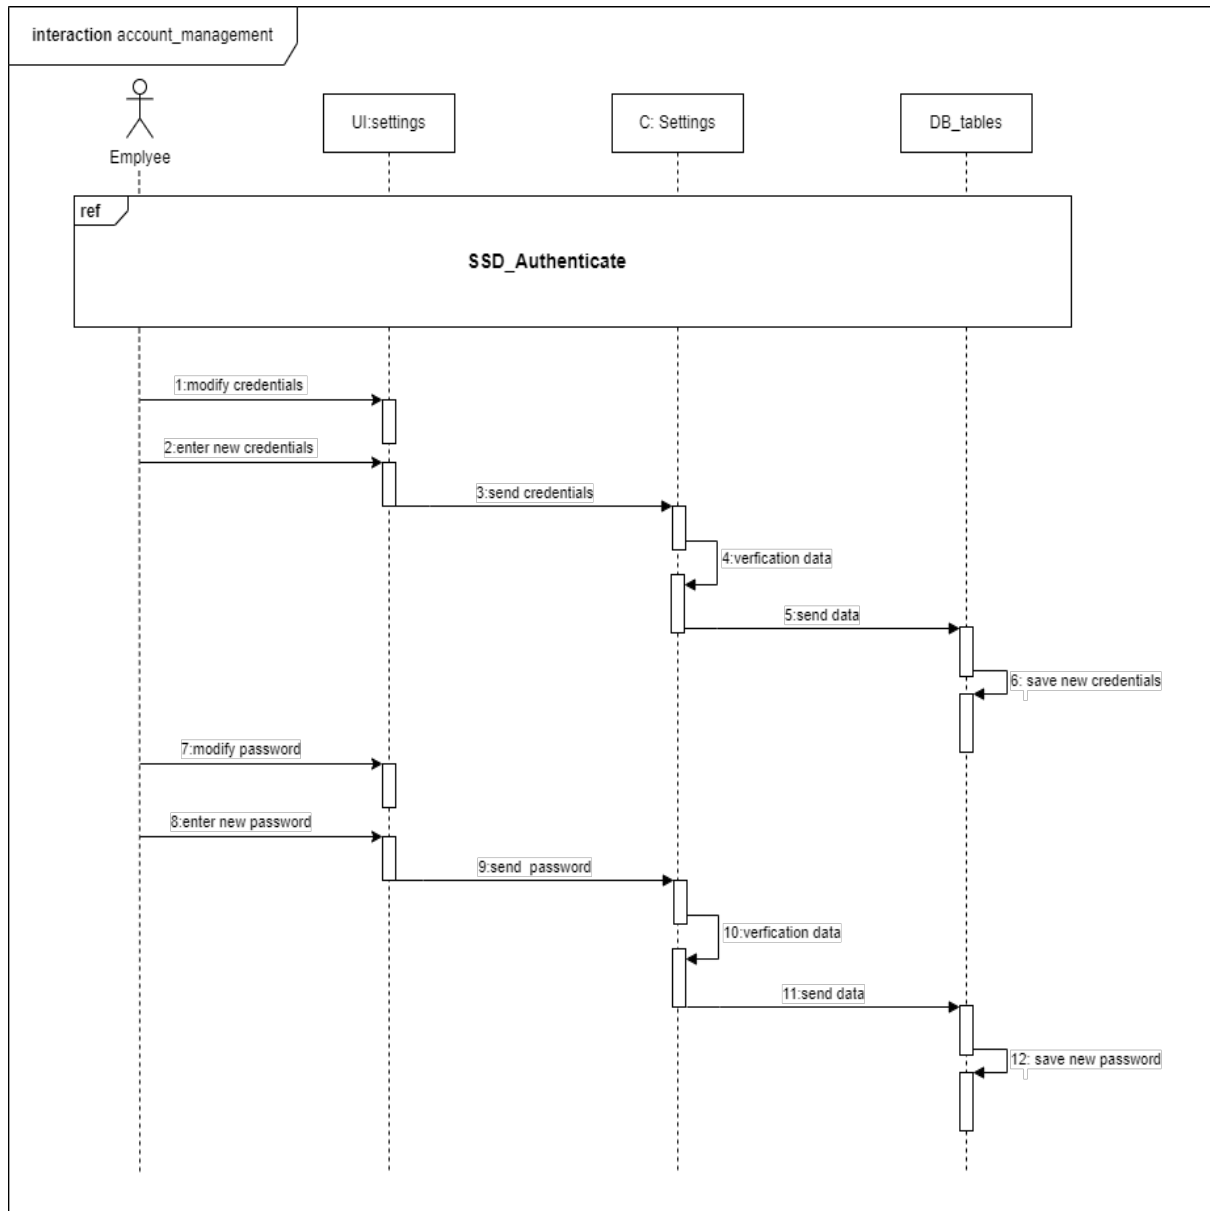 interaction account_management
Emplyee
UI:settings
C: Settings
DB_tables
ref
SSD_Authenticate
1:modify credentials
2:enter new credentials
3:send credentials
4:verfication data
5:send data
6: save new credentials
7:modify password
8:enter new password
9:send  password
10:verfication data
11:send data
12: save new password